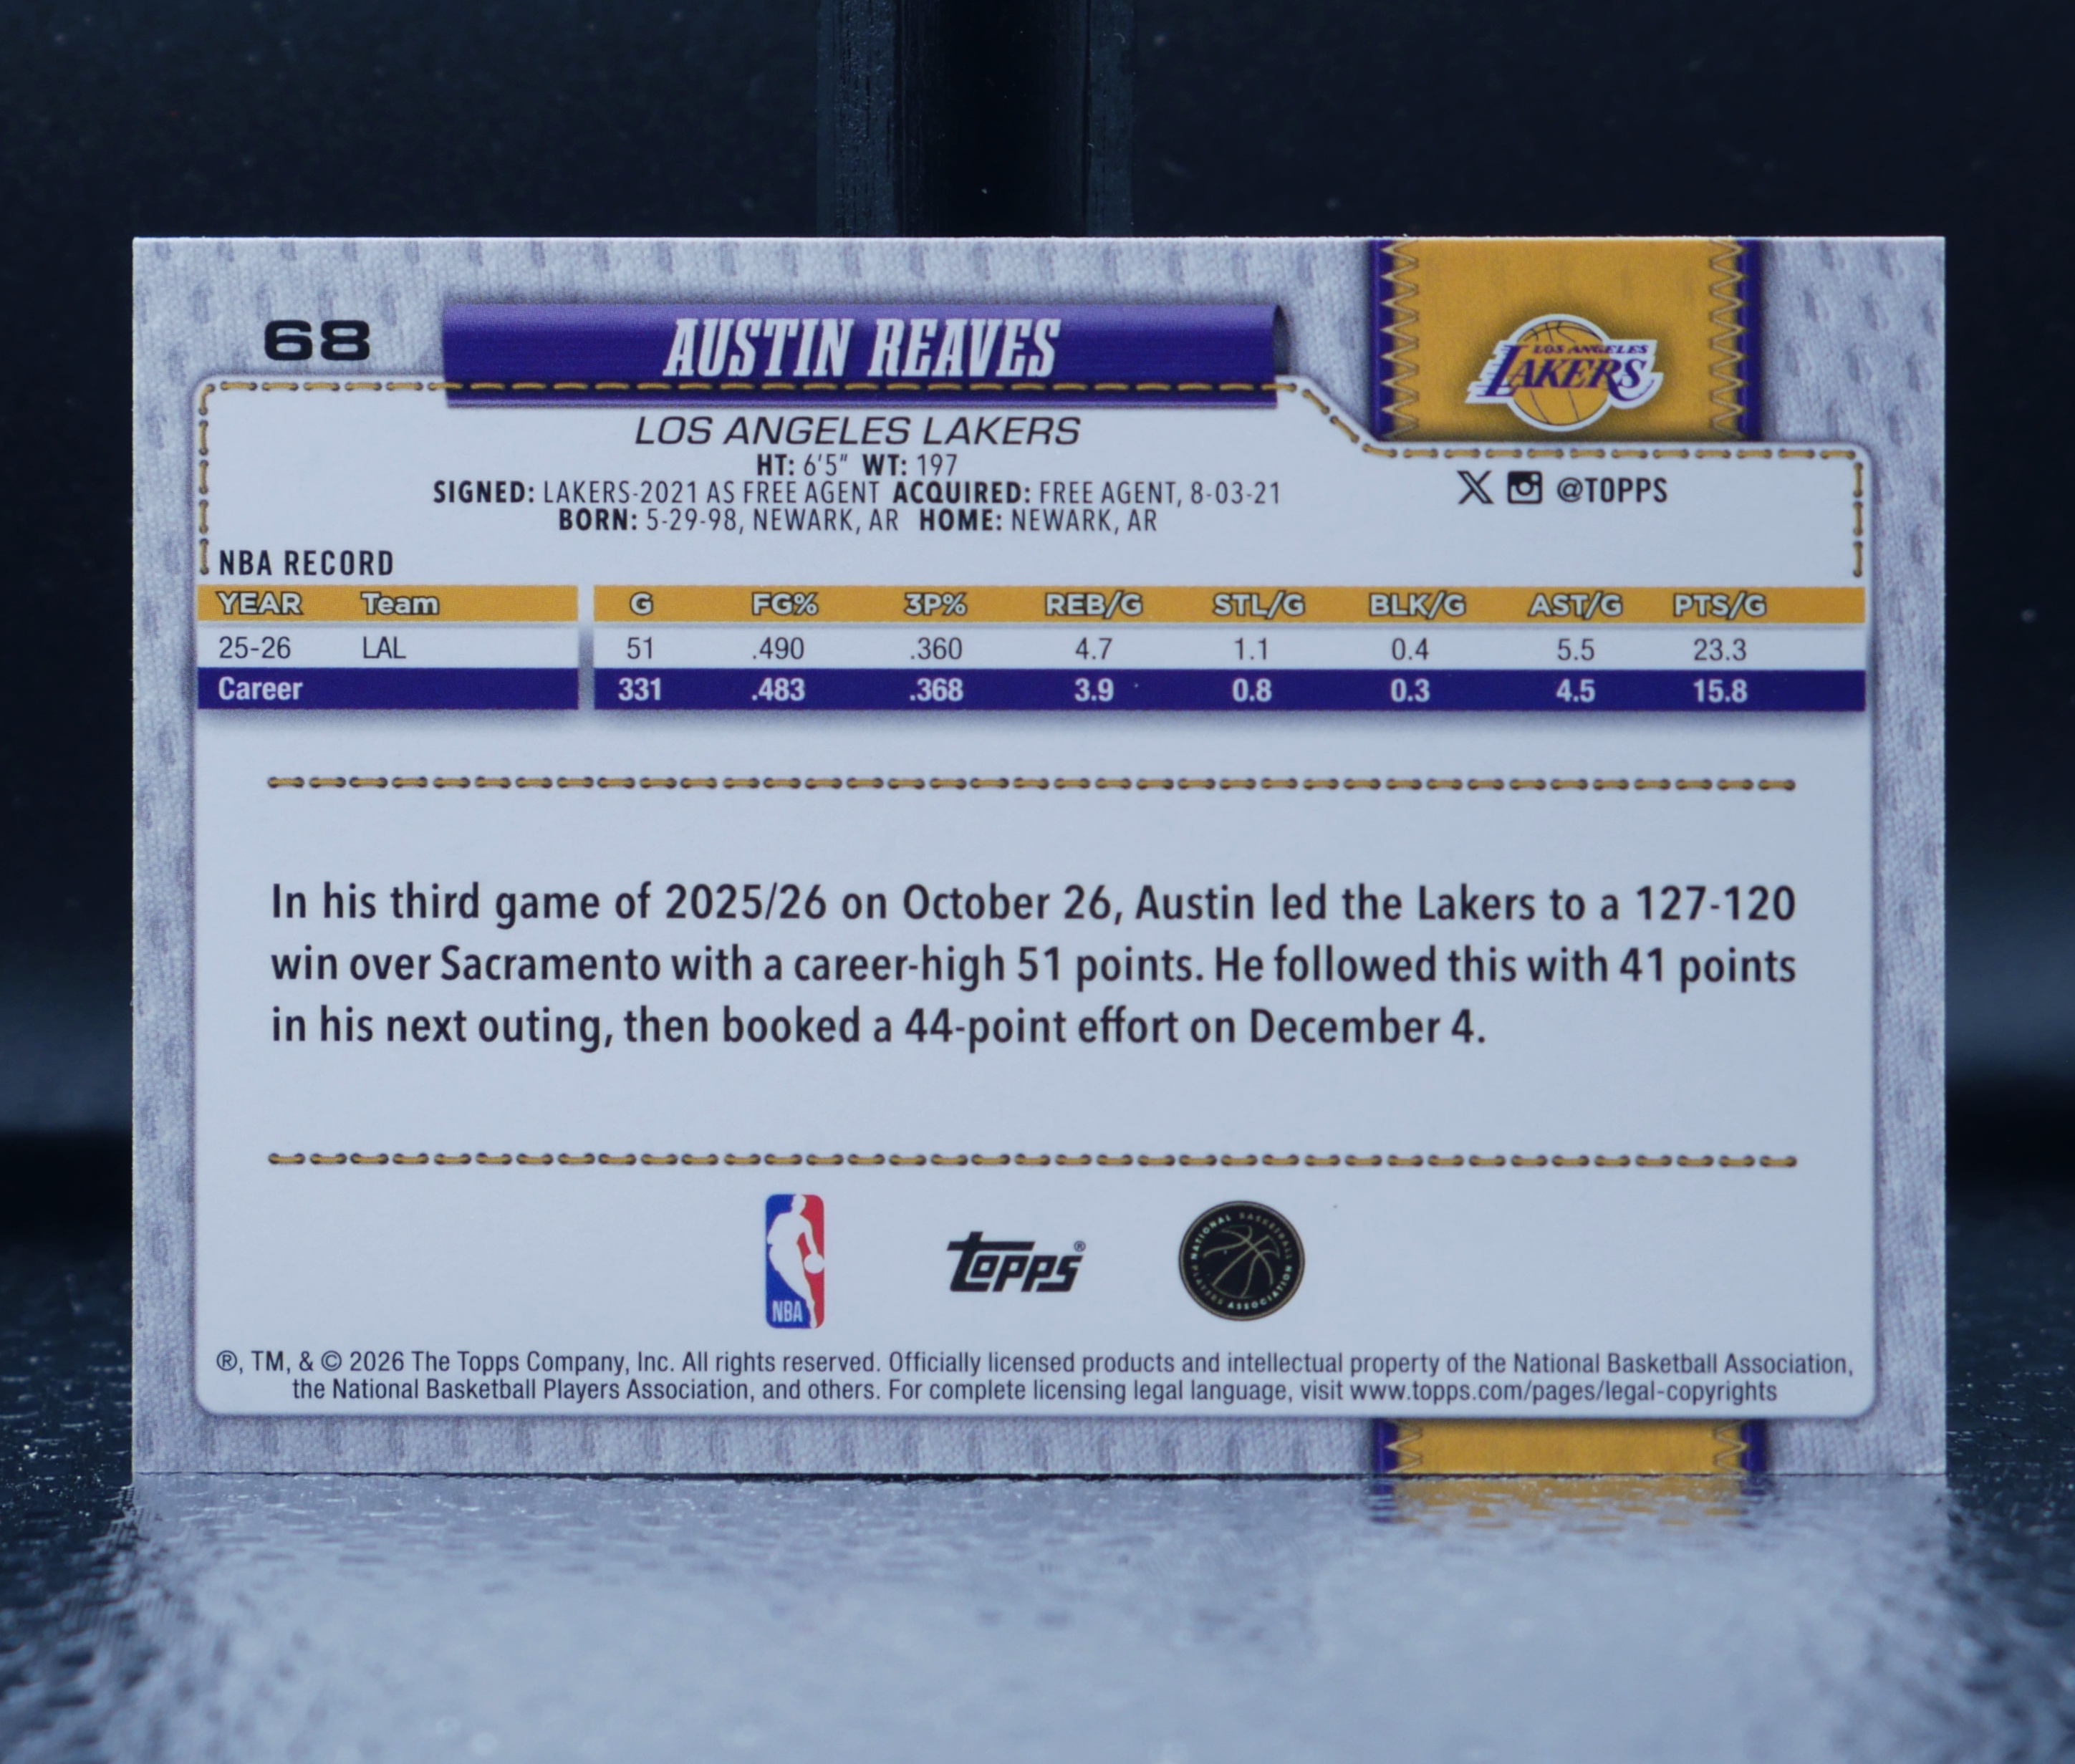 68
AUSTIN REAVES
LOS ANGELES LAKERS
LOS ANGELES LAKERS
HT: 6'5" WT: 197
SIGNED: LAKERS-2021 AS FREE AGENT ACQUIRED: FREE AGENT, 8-03-21
BORN: 5-29-98, NEWARK, AR HOME: NEWARK, AR
@TOPPS
NBA RECORD
YEAR Team G FG% 3P% REB/G STL/G BLK/G AST/G PTS/G
25-26 LAL 51 .490 .360 4.7 1.1 0.4 5.5 23.3
Career 331 .483 .368 3.9 0.8 0.3 4.5 15.8
In his third game of 2025/26 on October 26, Austin led the Lakers to a 127-120
win over Sacramento with a career-high 51 points. He followed this with 41 points
in his next outing, then booked a 44-point effort on December 4.
NBA
Topps®
NATIONAL BASKETBALL PLAYERS ASSOCIATION
®, TM, & © 2026 The Topps Company, Inc. All rights reserved. Officially licensed products and intellectual property of the National Basketball Association,
the National Basketball Players Association, and others. For complete licensing legal language, visit www.topps.com/pages/legal-copyrights